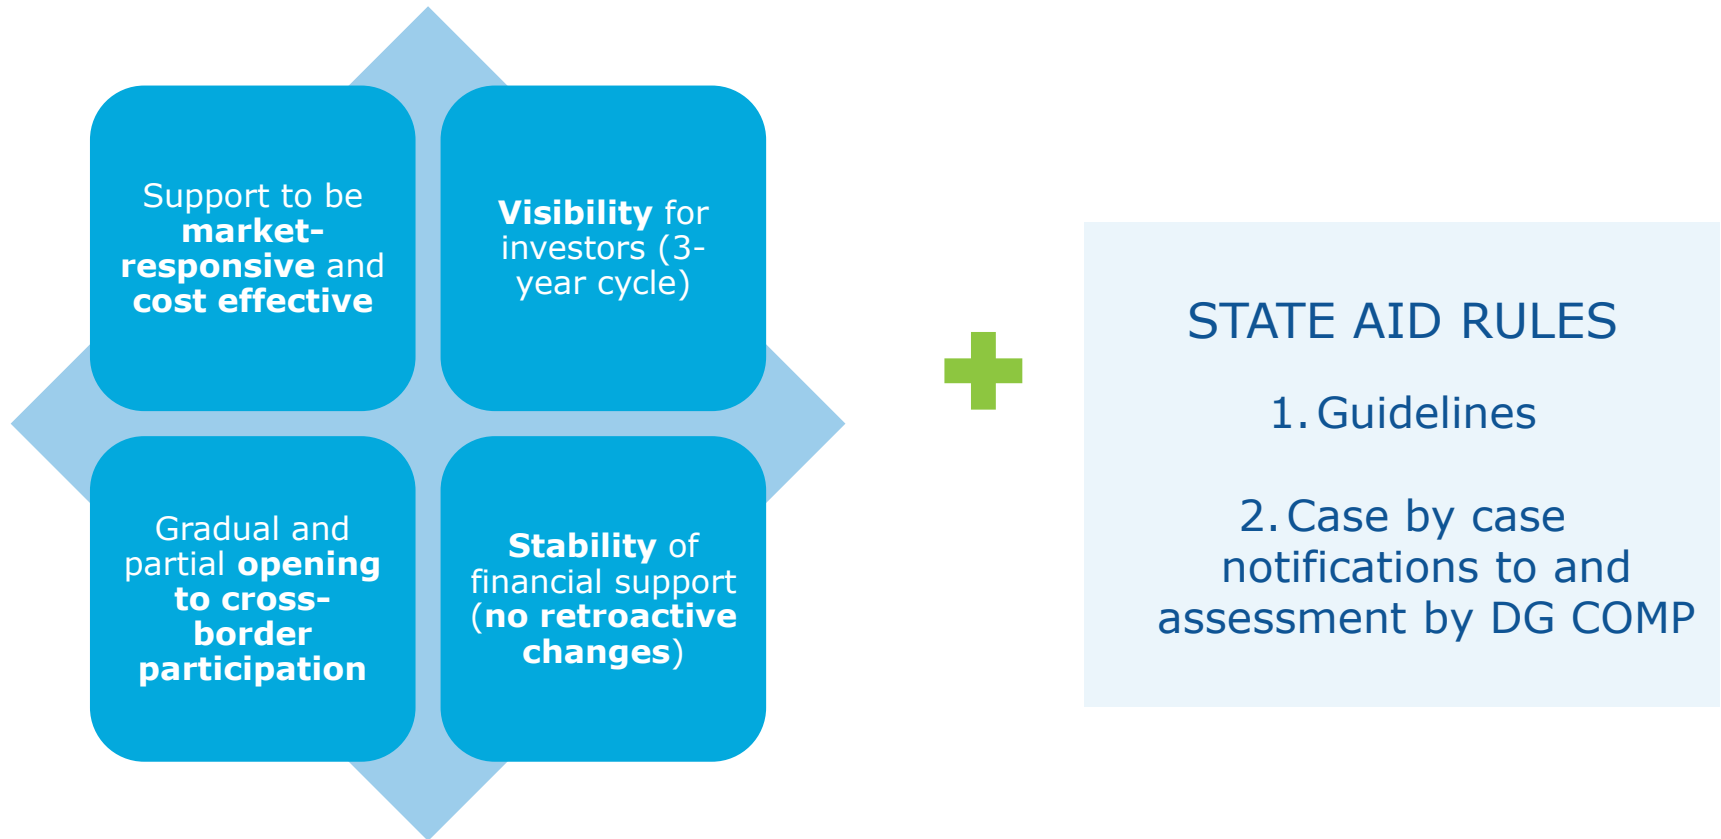 Support to be
market-
responsive and
cost effective
Visibility for
investors (3-
year cycle)
Gradual and
partial opening
to cross-
border
participation
Stability of
financial support
(no retroactive
changes)
STATE AID RULES
1. Guidelines
2. Case by case
notifications to and
assessment by DG COMP